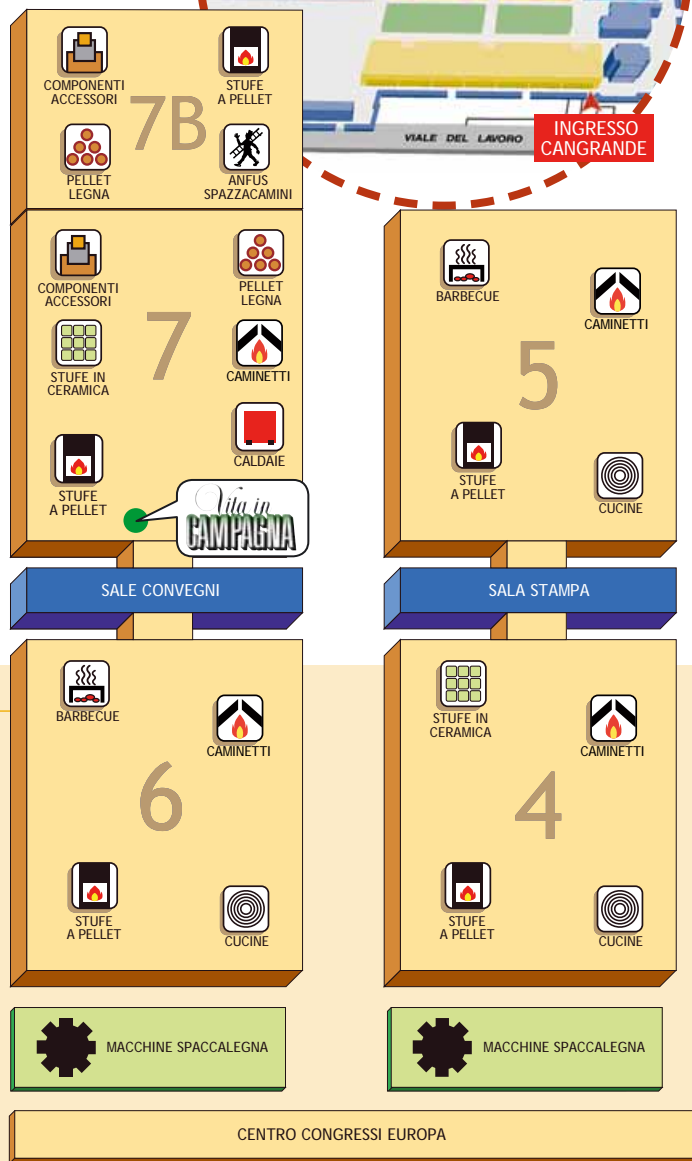 COMPONENTI
ACCESSORI
STUFE
A PELLET
7B
PELLET
LEGNA
ANFUS
SPAZZACAMINI
VIALE DEL LAVORO
INGRESSO
CANGRANDE
COMPONENTI
ACCESSORI
PELLET
LEGNA
7
STUFE IN
CERAMICA
CAMINETTI
CALDAIE
STUFE
A PELLET
Vita in
CAMPAGNA
BARBECUE
CAMINETTI
5
STUFE
A PELLET
CUCINE
SALE CONVEGNI
SALA STAMPA
BARBECUE
CAMINETTI
6
STUFE
A PELLET
CUCINE
STUFE IN
CERAMICA
CAMINETTI
4
STUFE
A PELLET
CUCINE
MACCHINE SPACCALEGNA
MACCHINE SPACCALEGNA
CENTRO CONGRESSI EUROPA